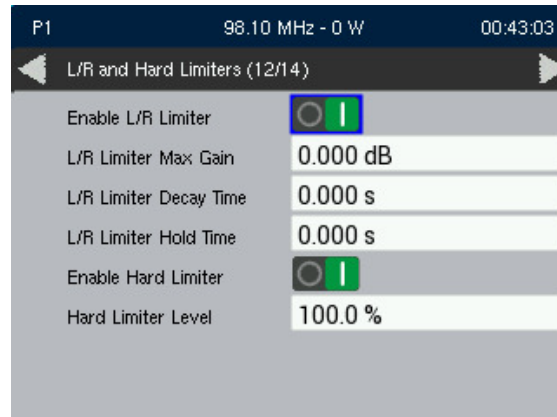 P1 98.10 MHz - 0 W 00:43:03
L/R and Hard Limiters (12/14)
Enable L/R Limiter
L/R Limiter Max Gain 0.000 dB
L/R Limiter Decay Time 0.000 s
L/R Limiter Hold Time 0.000 s
Enable Hard Limiter
Hard Limiter Level 100.0 %